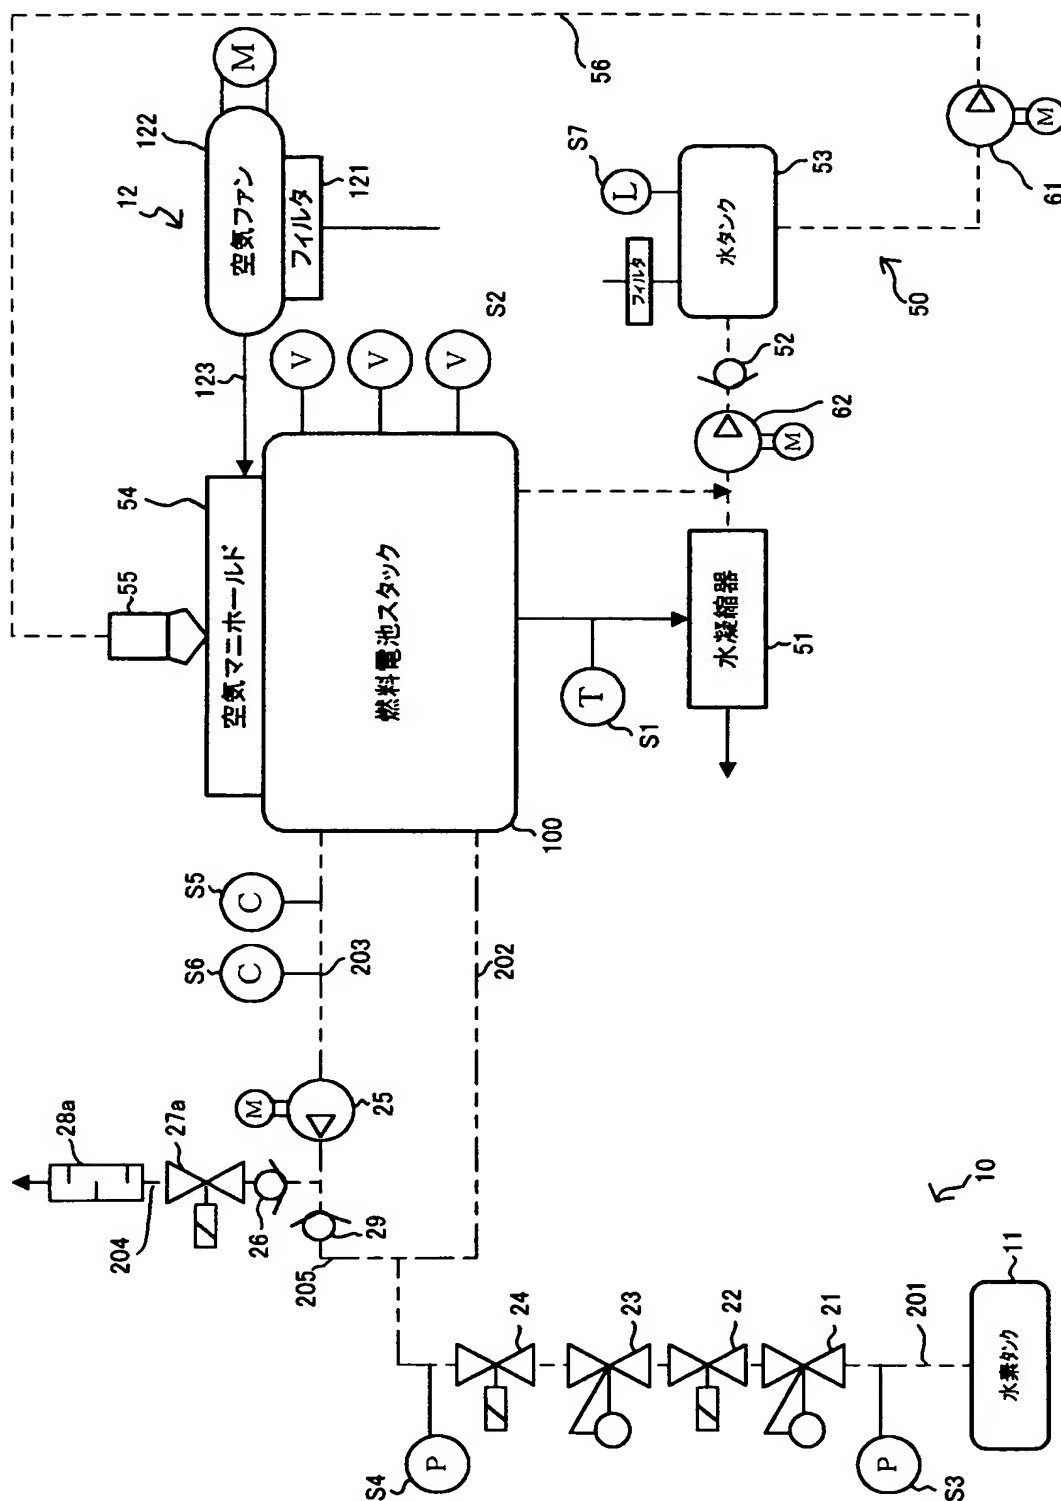 56
M
122
12
空気ファン
フィルタ
121
123
S2
V
V
V
54
空気マニホールド
55
燃料電池スタック
100
S7
L
53
水タンク
フィルタ
50
M
61
52
62
M
水凝縮器
51
T
S1
S5
C
S6
C
203
202
28a
27a
204
26
M
25
29
205
24
23
22
21
201
10
11
水素タンク
S4
P
P
S3